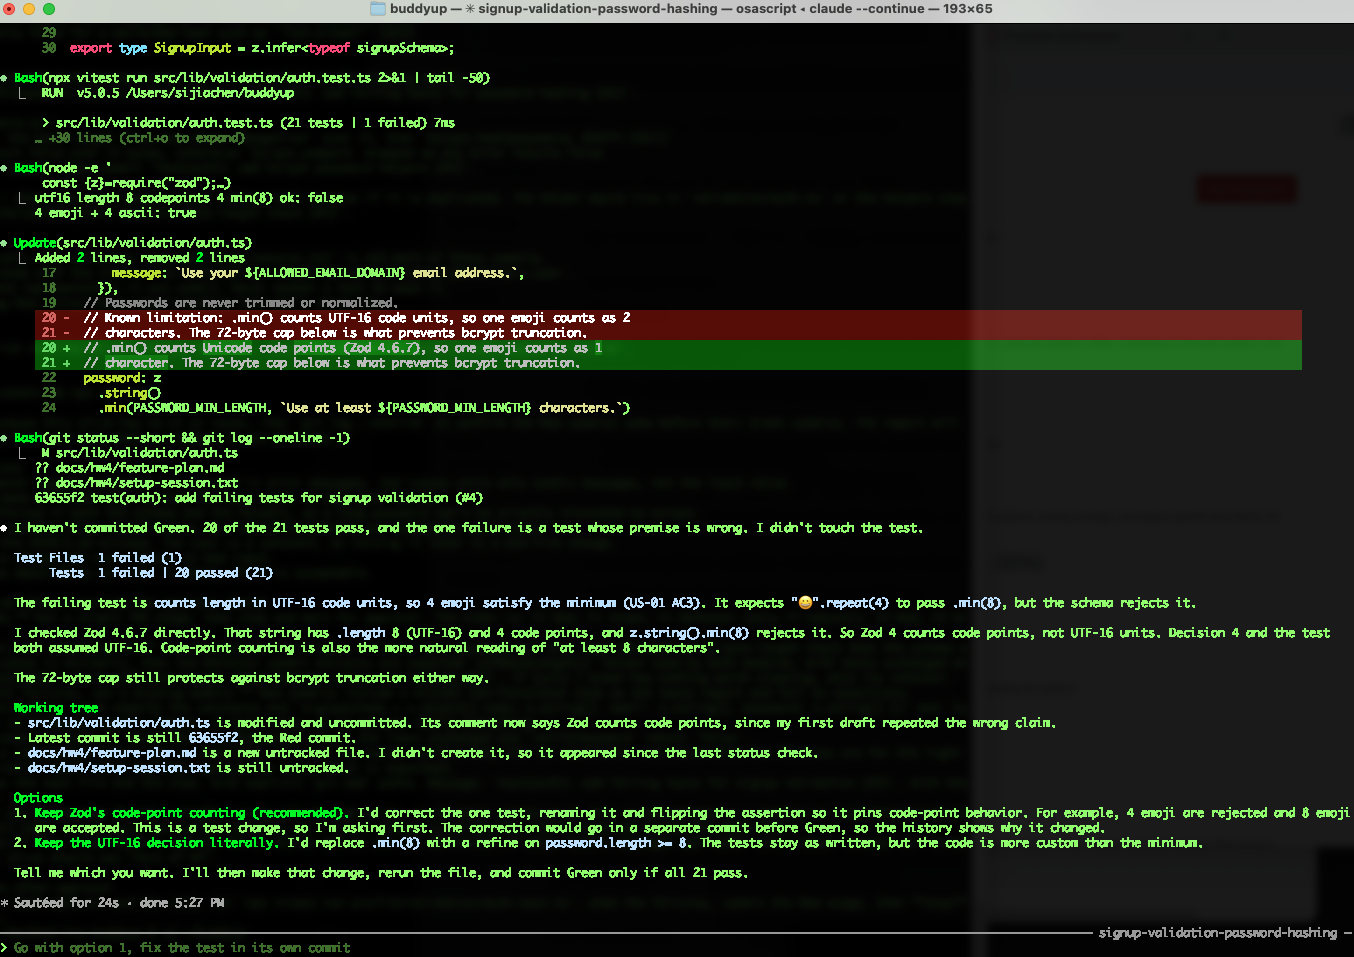 buddyup — ✳ signup-validation-password-hashing — osascript ◂ claude --continue — 193×65
29
30 export type SignupInput = z.infer<typeof signupSchema>;
● Bash(npx vitest run src/lib/validation/auth.test.ts 2>&1 | tail -50)
⎿ RUN v5.0.5 /Users/sijiachen/buddyup
❯ src/lib/validation/auth.test.ts (21 tests | 1 failed) 7ms
… +30 lines (ctrl+o to expand)
● Bash(node -e '
const {z}=require("zod");…)
⎿ utf16 length 8 codepoints 4 min(8) ok: false
4 emoji + 4 ascii: true
● Update(src/lib/validation/auth.ts)
⎿ Added 2 lines, removed 2 lines
17 message: `Use your ${ALLOWED_EMAIL_DOMAIN} email address.`,
18 }),
19 // Passwords are never trimmed or normalized.
20 - // Known limitation: .min() counts UTF-16 code units, so one emoji counts as 2
21 - // characters. The 72-byte cap below is what prevents bcrypt truncation.
20 + // .min() counts Unicode code points (Zod 4.6.7), so one emoji counts as 1
21 + // character. The 72-byte cap below is what prevents bcrypt truncation.
22 password: z
23 .string()
24 .min(PASSWORD_MIN_LENGTH, `Use at least ${PASSWORD_MIN_LENGTH} characters.`)
● Bash(git status --short && git log --oneline -1)
⎿ M src/lib/validation/auth.ts
?? docs/hw4/feature-plan.md
?? docs/hw4/setup-session.txt
63655f2 test(auth): add failing tests for signup validation (#4)
● I haven't committed Green. 20 of the 21 tests pass, and the one failure is a test whose premise is wrong. I didn't touch the test.
Test Files 1 failed (1)
Tests 1 failed | 20 passed (21)
The failing test is counts length in UTF-16 code units, so 4 emoji satisfy the minimum (US-01 AC3). It expects "😀".repeat(4) to pass .min(8), but the schema rejects it.
I checked Zod 4.6.7 directly. That string has .length 8 (UTF-16) and 4 code points, and z.string().min(8) rejects it. So Zod 4 counts code points, not UTF-16 units. Decision 4 and the test
both assumed UTF-16. Code-point counting is also the more natural reading of "at least 8 characters".
The 72-byte cap still protects against bcrypt truncation either way.
Working tree
- src/lib/validation/auth.ts is modified and uncommitted. Its comment now says Zod counts code points, since my first draft repeated the wrong claim.
- Latest commit is still 63655f2, the Red commit.
- docs/hw4/feature-plan.md is a new untracked file. I didn't create it, so it appeared since the last status check.
- docs/hw4/setup-session.txt is still untracked.
Options
1. Keep Zod's code-point counting (recommended). I'd correct the one test, renaming it and flipping the assertion so it pins code-point behavior. For example, 4 emoji are rejected and 8 emoji
are accepted. This is a test change, so I'm asking first. The correction would go in a separate commit before Green, so the history shows why it changed.
2. Keep the UTF-16 decision literally. I'd replace .min(8) with a refine on password.length >= 8. The tests stay as written, but the code is more custom than the minimum.
Tell me which you want. I'll then make that change, rerun the file, and commit Green only if all 21 pass.
* Sautéed for 24s · done 5:27 PM
signup-validation-password-hashing
❯ Go with option 1, fix the test in its own commit